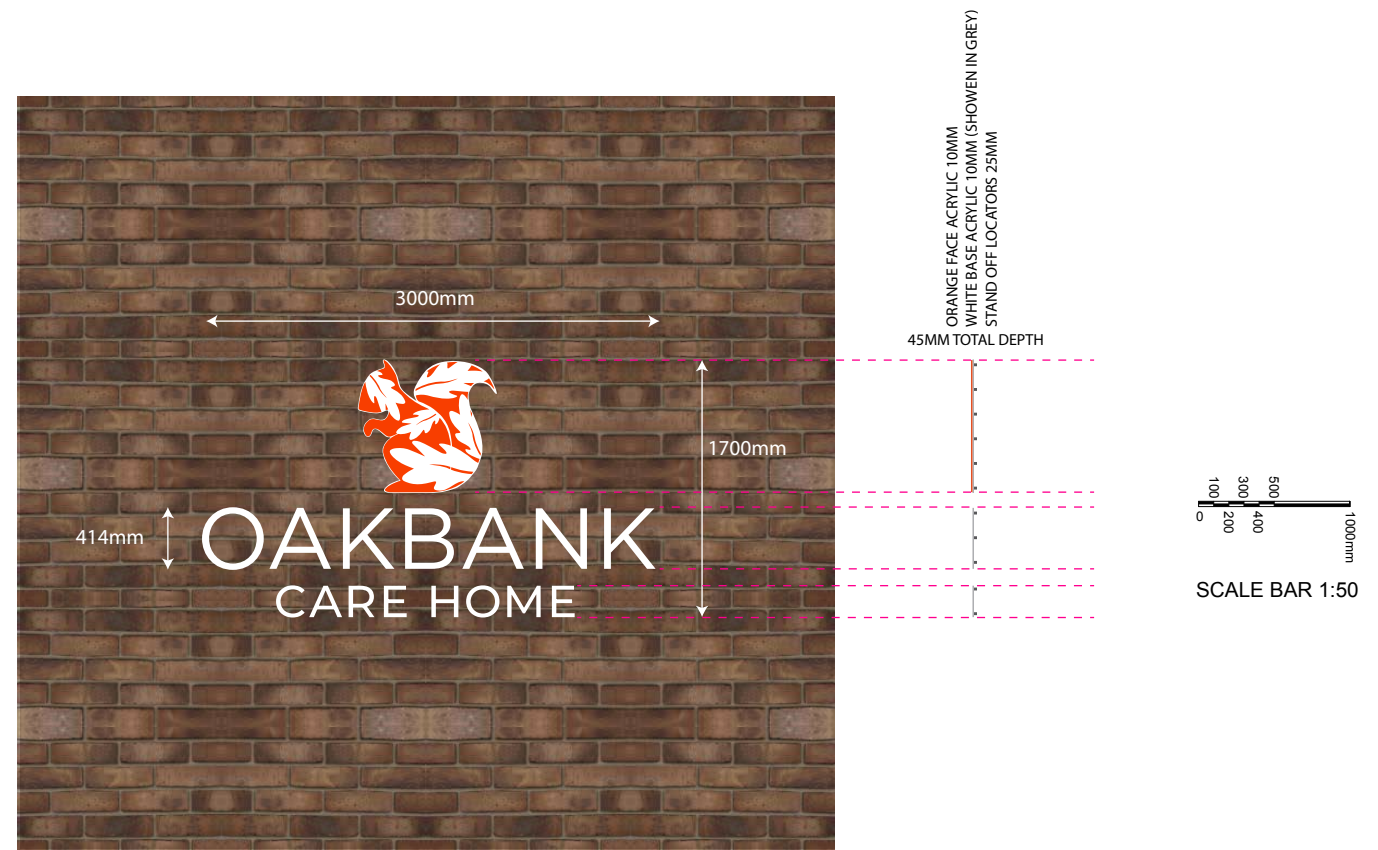 3000mm
1700mm
414mm
OAKBANK
CARE HOME
ORANGE FACE ACRYLIC 10MM
WHITE BASE ACRYLIC 10MM (SHOWEN IN GREY)
STAND OFF LOCATORS 25MM
45MM TOTAL DEPTH
100 300 500
0 200 400 1000mm
SCALE BAR 1:50